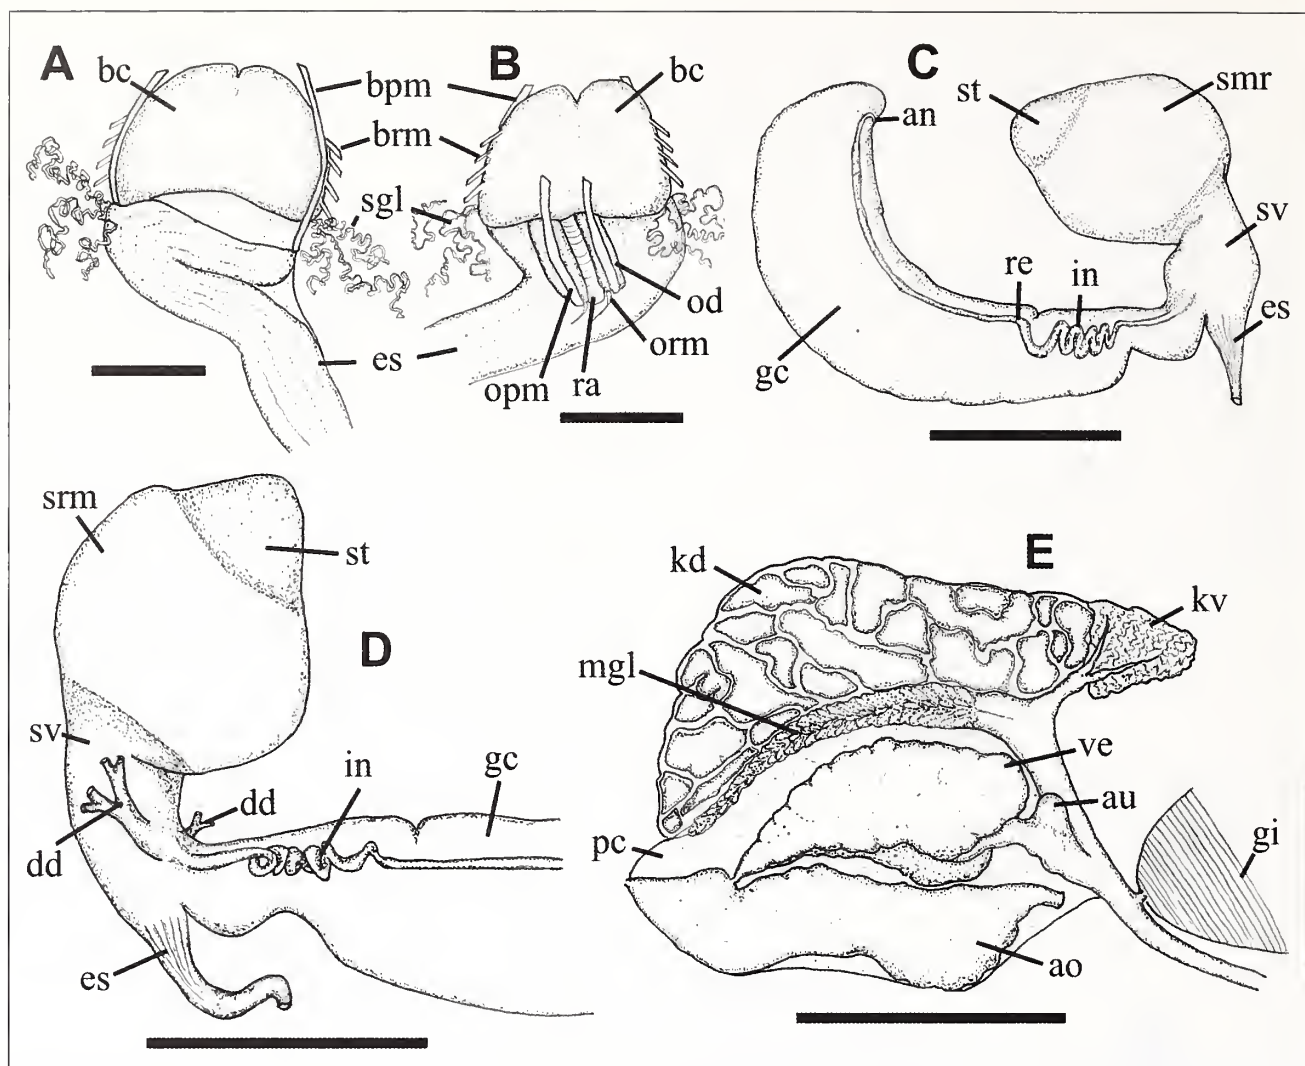 A
bc
bpm
brm
sgl
B
bc
es
opm
ra
orm
od
C
st
smr
an
sv
re
in
es
gc
srm
st
D
sv
in
gc
dd
dd
es
E
kd
kv
mgl
ve
au
pc
gi
ao